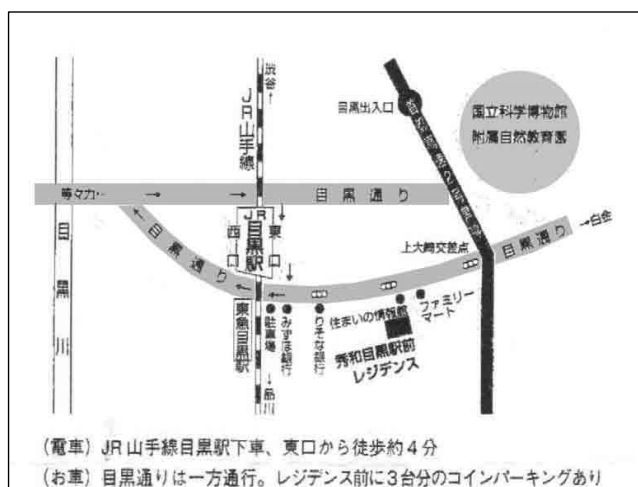 渋谷
↑
JR山手線
目黒出入口
首都高速2号目黒線
国立科学博物館
附属自然教育園
等々力← → →
目黒通り
JR
目黒駅
西口
東口
目黒通り
上大崎交差点
目黒通り
→白金
目黒川
東急目黒駅
駐車場
みずほ銀行
りそな銀行
住まいの情報館
ファミリー
マート
秀和目黒駅前
レジデンス
↓
品川
(電車) JR山手線目黒駅下車、東口から徒歩約4分
(お車) 目黒通りは一方通行。レジデンス前に3台分のコインパーキングあり